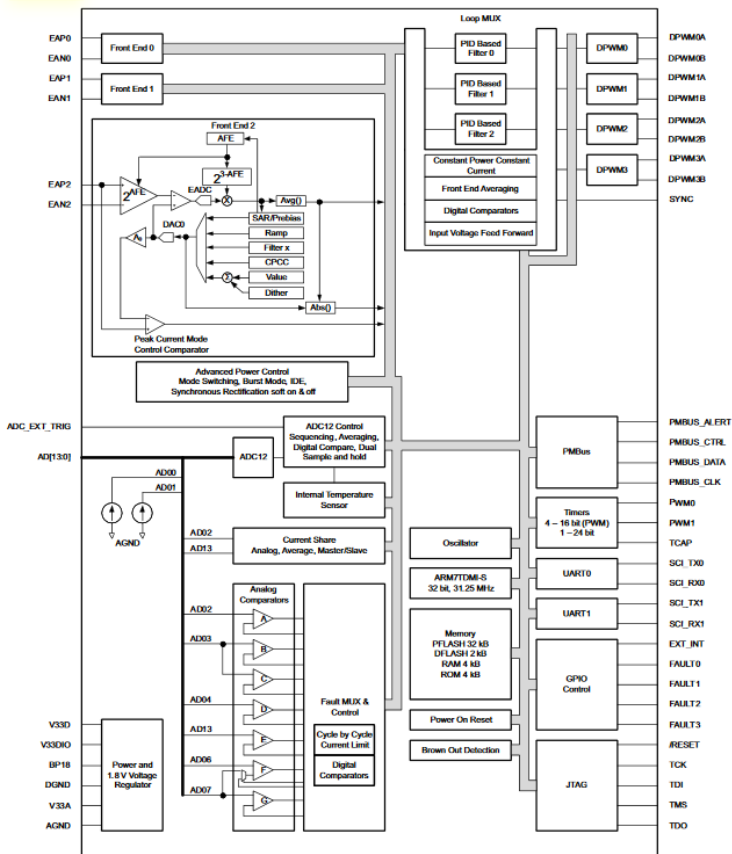 Loop MUX
EAP0
EAN0
EAP1
EAN1
Front End 0
Front End 1
PID Based
Filter 0
PID Based
Filter 1
PID Based
Filter 2
Constant Power Constant
Current
Front End Averaging
Digital Comparators
Input Voltage Feed Forward
DPWM0
DPWM1
DPWM2
DPWM3
DPWM0A
DPWM0B
DPWM1A
DPWM1B
DPWM2A
DPWM2B
DPWM3A
DPWM3B
SYNC
Front End 2
AFE
2^3-AFE
EAP2
EAN2
2^AFE
EADC
X
Avg()
DAC0
A0
SAR/Prebias
Ramp
Filter x
CPCC
Σ
Value
Dither
Abs()
Peak Current Mode
Control Comparator
Advanced Power Control
Mode Switching, Burst Mode, IDE,
Synchronous Rectification soft on & off
ADC_EXT_TRIG
AD[13:0]
ADC12
ADC12 Control
Sequencing, Averaging,
Digital Compare, Dual
Sample and hold
AD00
AD01
AGND
Internal Temperature
Sensor
AD02
AD13
Current Share
Analog, Average, Master/Slave
Analog
Comparators
AD02
A
AD03
B
C
AD04
D
AD13
E
AD06
F
AD07
G
Fault MUX &
Control
Cycle by Cycle
Current Limit
Digital
Comparators
V33D
V33DIO
BP18
DGND
V33A
AGND
Power and
1.8 V Voltage
Regulator
Oscillator
ARM7TDMI-S
32 bit, 31.25 MHz
Memory
PFLASH 32 kB
DFLASH 2 kB
RAM 4 kB
ROM 4 kB
Power On Reset
Brown Out Detection
PMBus
PMBUS_ALERT
PMBUS_CTRL
PMBUS_DATA
PMBUS_CLK
Timers
4 – 16 bit (PWM)
1 – 24 bit
PWM0
PWM1
TCAP
UART0
SCI_TX0
SCI_RX0
UART1
SCI_TX1
SCI_RX1
GPIO
Control
EXT_INT
FAULT0
FAULT1
FAULT2
FAULT3
JTAG
/RESET
TCK
TDI
TMS
TDO